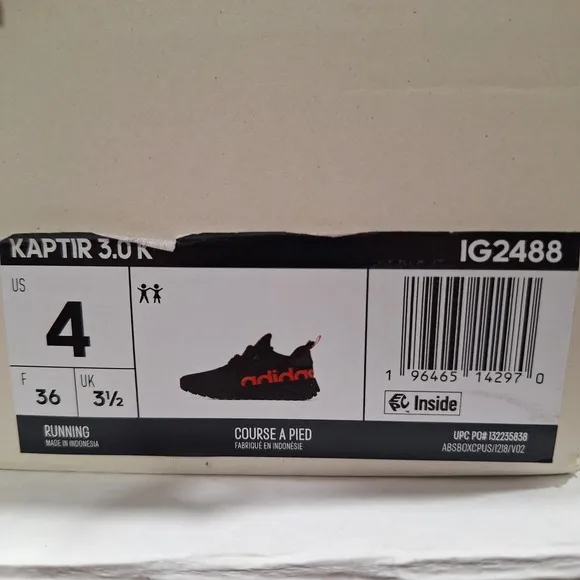 KAPTIR 3.0 K
IG2488
US
4
F
36
UK
3½
adidas
1 96465 14297 0
Inside
RUNNING
MADE IN INDONESIA
COURSE A PIED
FABRIQUÉ EN INDONÉSIE
UPC PO# 132235838
ABSBOXCPUS/1218/V02